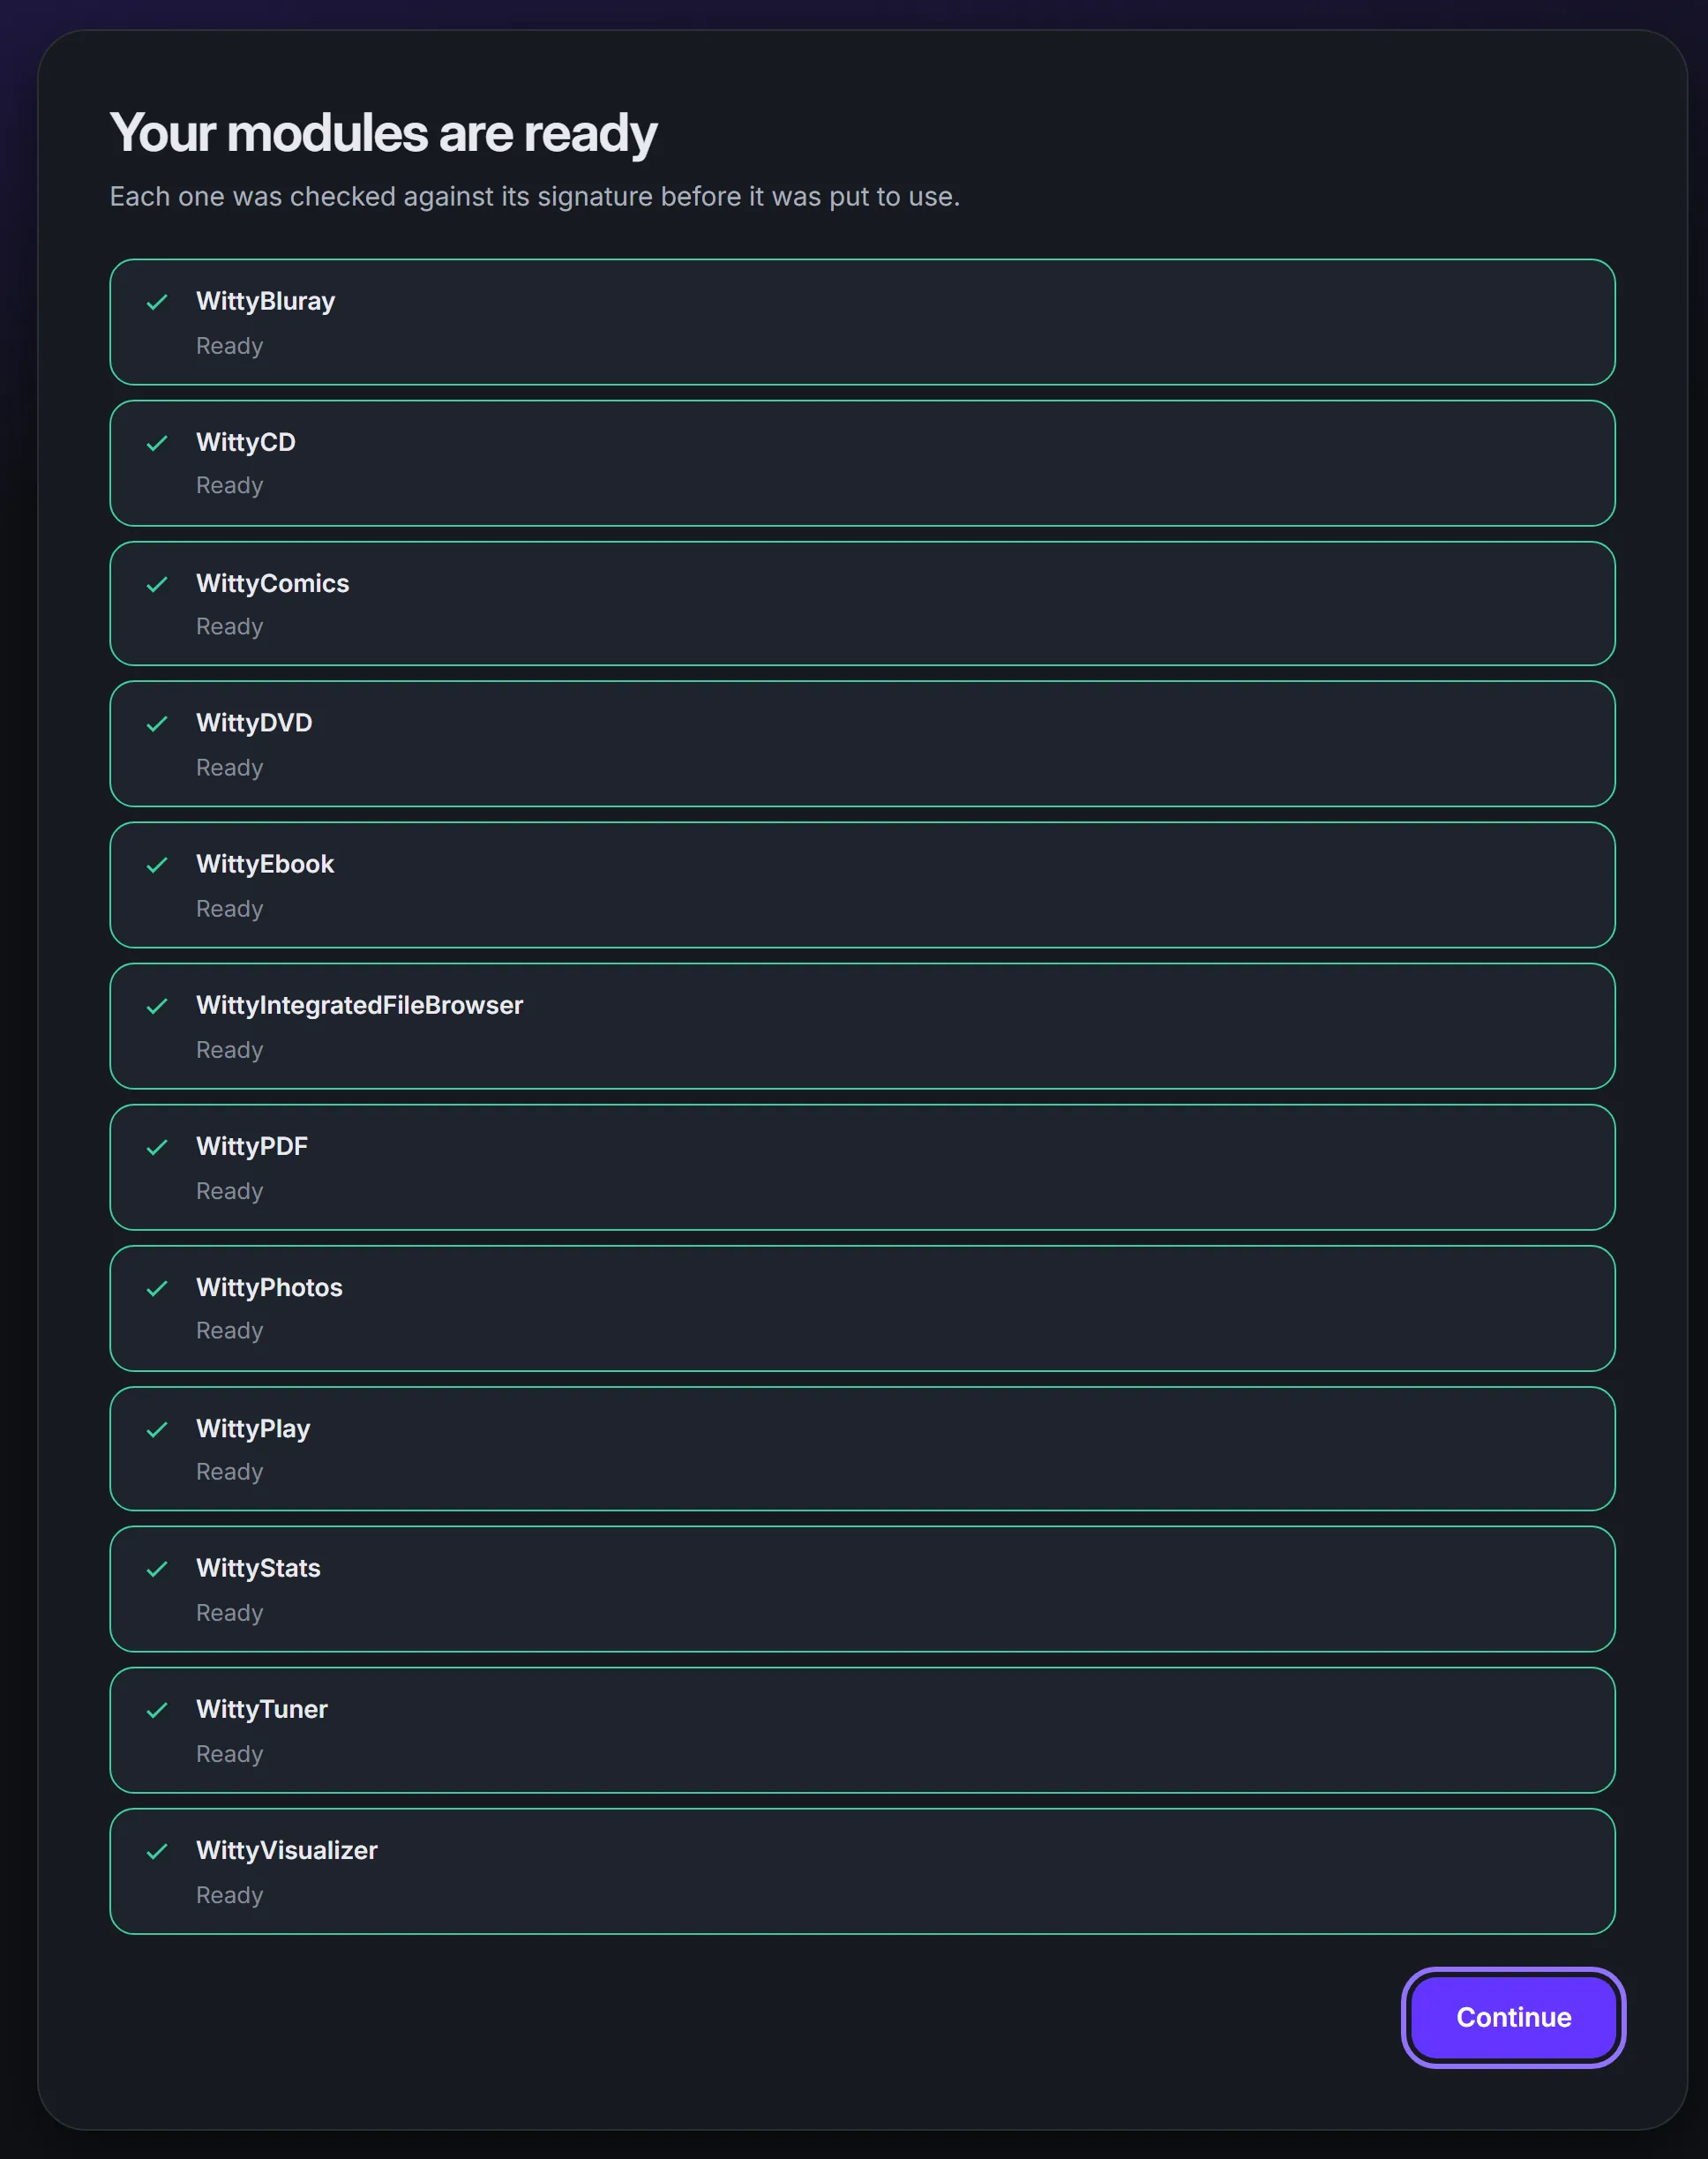 Your modules are ready
Each one was checked against its signature before it was put to use.
WittyBluray
Ready
WittyCD
Ready
WittyComics
Ready
WittyDVD
Ready
WittyEbook
Ready
WittyIntegratedFileBrowser
Ready
WittyPDF
Ready
WittyPhotos
Ready
WittyPlay
Ready
WittyStats
Ready
WittyTuner
Ready
WittyVisualizer
Ready
Continue